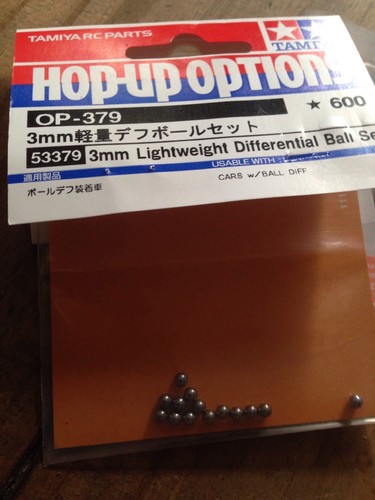 TAMIYA RC PARTS
TAMI
HOP-UP OPTION
OP-379
★ 600
3mm軽量デフボールセット
53379 3mm Lightweight Differential Ball Se
適用製品
USABLE WITH
ボールデフ装着車
CARS w/BALL DIFF